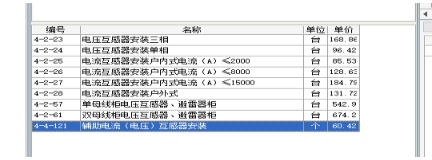 编号 名称 单位 单价
4-2-23 电压互感器安装三相 台 168.86
4-2-24 电压互感器安装单相 台 96.42
4-2-25 电流互感器安装户内式电流（A）≤2000 台 85.53
4-2-26 电流互感器安装户内式电流（A）≤8000 台 128.63
4-2-27 电流互感器安装户内式电流（A）≤15000 台 184.79
4-2-28 电流互感器安装户外式 台 131.72
4-2-57 单母线柜电压互感器、避雷器柜 台 542.9
4-2-61 双母线柜电压互感器、避雷器柜 台 674.2
4-4-121 辅助电流（电压）互感器安装 个 60.42